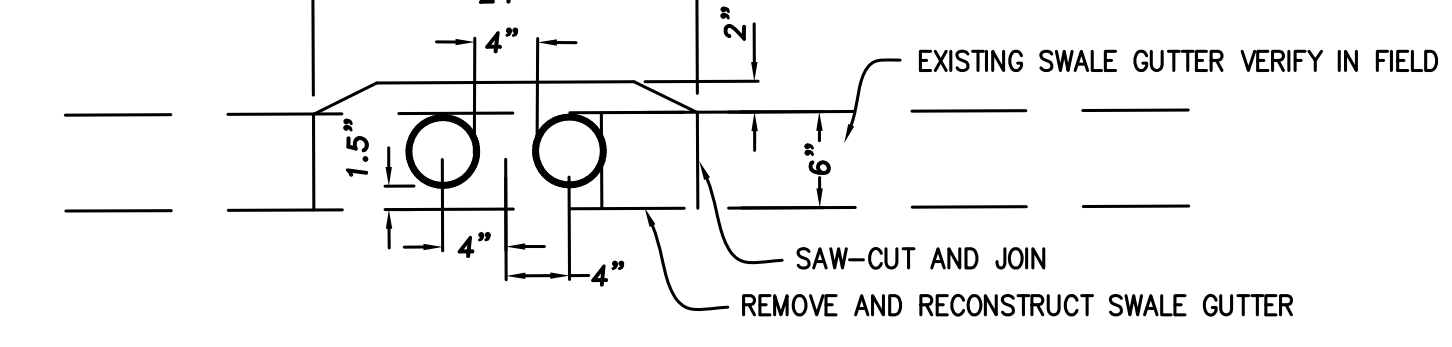 4"
2"
EXISTING SWALE GUTTER VERIFY IN FIELD
1.5"
6"
4"
SAW-CUT AND JOIN
4"
REMOVE AND RECONSTRUCT SWALE GUTTER